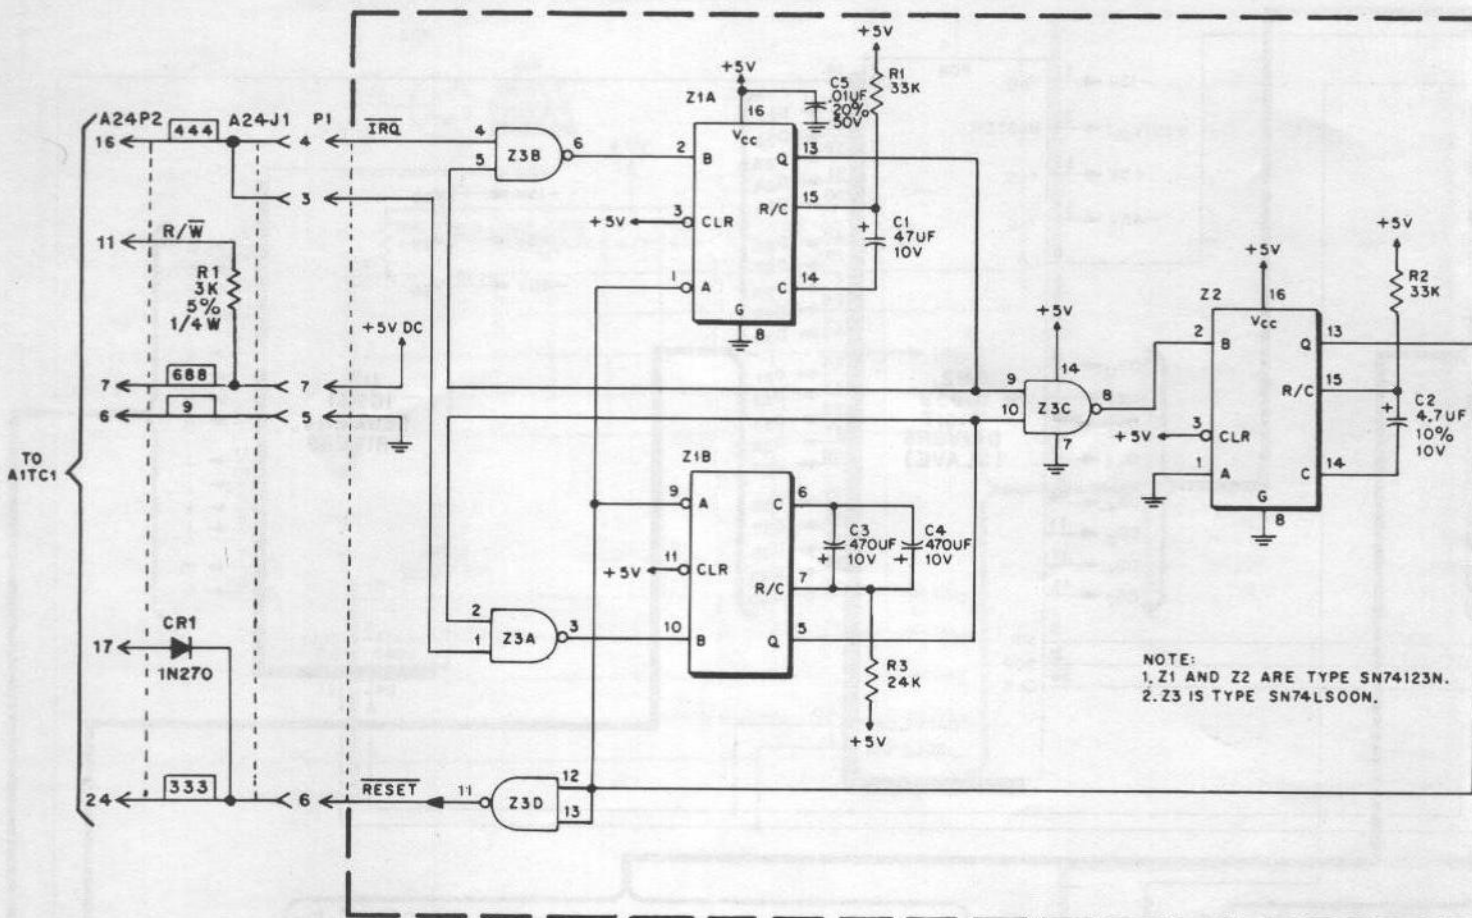 A24P2
444
A24-J1
P1
16
4
IRQ
3
11
R/W
R1
3K
5%
1/4 W
+5V DC
7
688
7
6
9
5
TO
A1TC1
17
CR1
1N270
24
333
6
RESET
11
Z3D
12
13
4
5
Z3B
6
2
1
Z3A
3
Z1A
+5V
16
VCC
C5
.01UF
20%
50V
+5V
R1
33K
2
B
Q
13
R/C
15
+5V
3
CLR
+
C1
47UF
10V
1
A
C
14
G
8
Z1B
9
A
C
6
+5V
11
CLR
R/C
7
10
B
Q
5
C3
470UF
+
10V
C4
470UF
+
10V
R3
24K
+5V
+5V
14
9
10
Z3C
8
7
Z2
+5V
16
VCC
2
B
Q
13
R/C
15
+5V
3
CLR
1
A
C
14
G
8
+5V
R2
33K
+
C2
4.7UF
10%
10V
NOTE:
1. Z1 AND Z2 ARE TYPE SN74123N.
2. Z3 IS TYPE SN74LS00N.